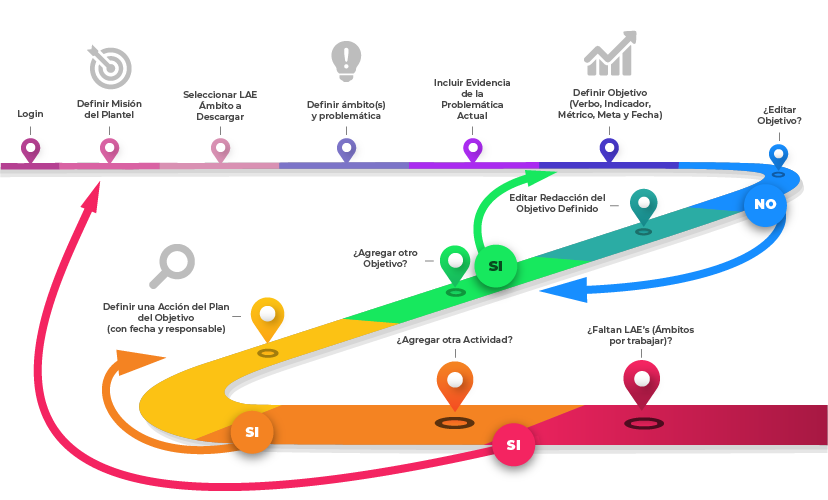 Login
Definir Misión
del Plantel
Seleccionar LAE
Ámbito a
Descargar
Definir ámbito(s)
y problemática
Incluir Evidencia
de la
Problemática
Actual
Definir Objetivo
(Verbo, Indicador,
Métrico, Meta y Fecha)
¿Editar
Objetivo?
NO
Editar Redacción del
Objetivo Definido
¿Agregar otro
Objetivo?
SI
Definir una Acción del Plan
del Objetivo
(con fecha y responsable)
¿Agregar otra Actividad?
SI
¿Faltan LAE's (Ámbitos
por trabajar)?
SI